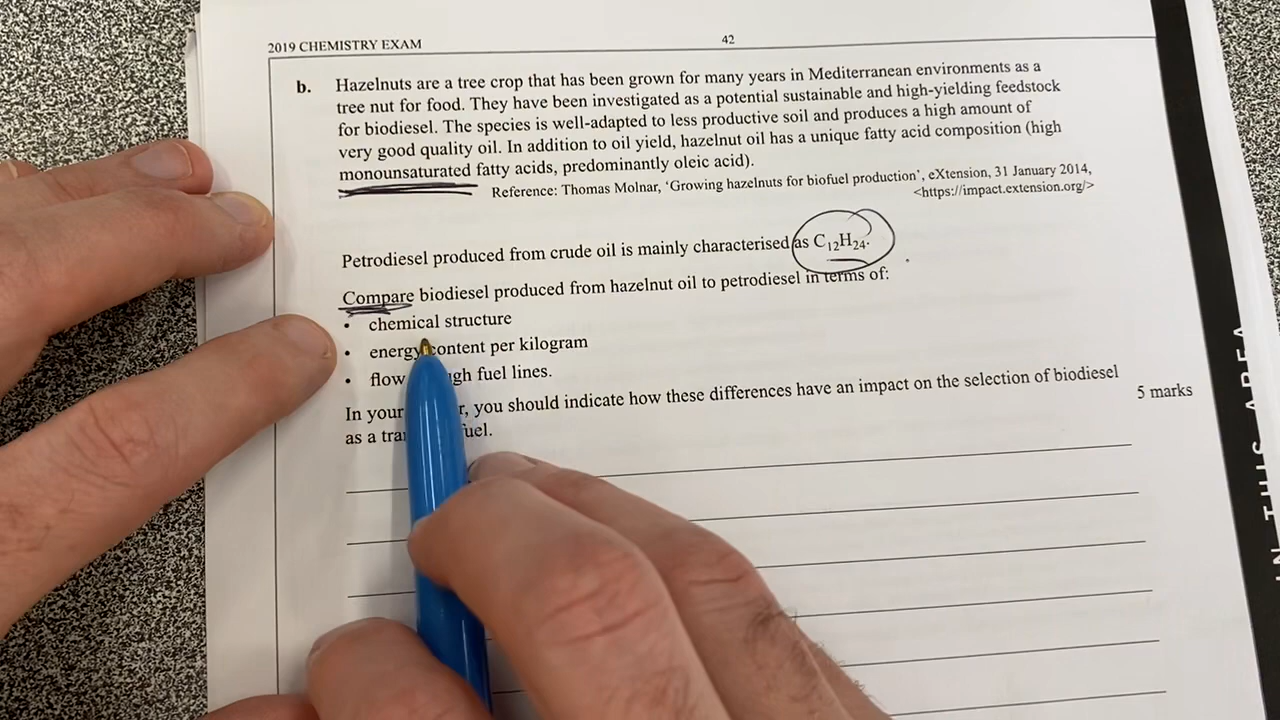 2019 CHEMISTRY EXAM
42
b. Hazelnuts are a tree crop that has been grown for many years in Mediterranean environments as a
tree nut for food. They have been investigated as a potential sustainable and high-yielding feedstock
for biodiesel. The species is well-adapted to less productive soil and produces a high amount of
very good quality oil. In addition to oil yield, hazelnut oil has a unique fatty acid composition (high
monounsaturated fatty acids, predominantly oleic acid).
Reference: Thomas Molnar, ‘Growing hazelnuts for biofuel production’, eXtension, 31 January 2014,
<https://impact.extension.org/>
Petrodiesel produced from crude oil is mainly characterised as C₁₂H₂₄.
Compare biodiesel produced from hazelnut oil to petrodiesel in terms of:
• chemical structure
• energy content per kilogram
• flow gh fuel lines.
In your r, you should indicate how these differences have an impact on the selection of biodiesel
as a fuel.
5 marks
IN THIS AREA